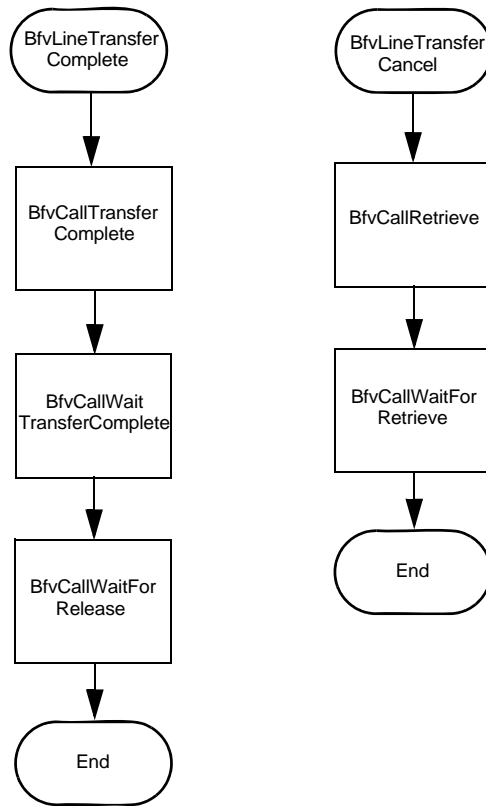 BfvLineTransfer
Complete
BfvCallTransfer
Complete
BfvCallWait
TransferComplete
BfvCallWaitFor
Release
End
BfvLineTransfer
Cancel
BfvCallRetrieve
BfvCallWaitFor
Retrieve
End